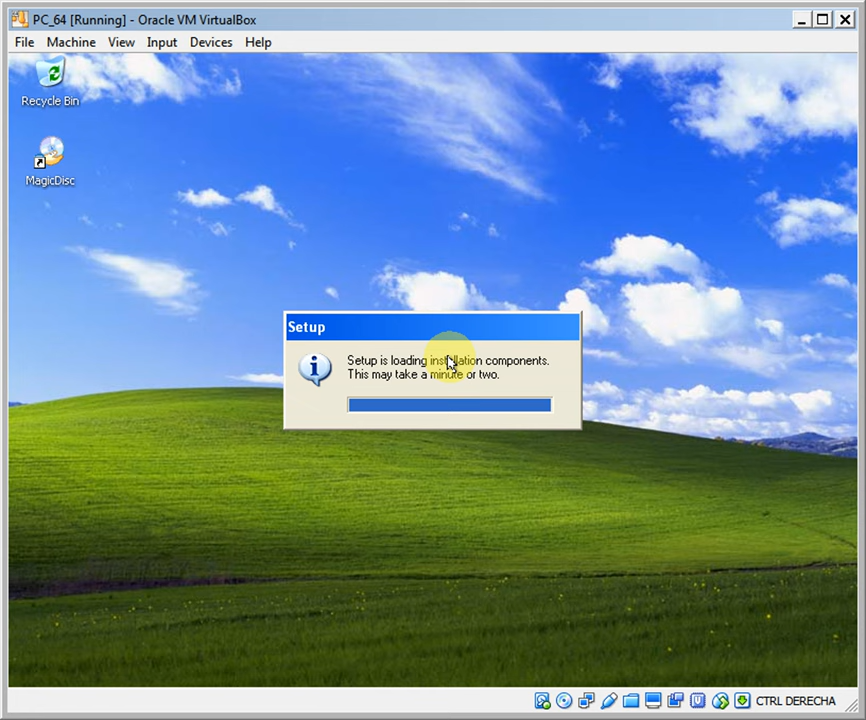 PC_64 [Running] - Oracle VM VirtualBox
File Machine View Input Devices Help
Recycle Bin
MagicDisc
Setup
Setup is loading installation components.
This may take a minute or two.
CTRL DERECHA